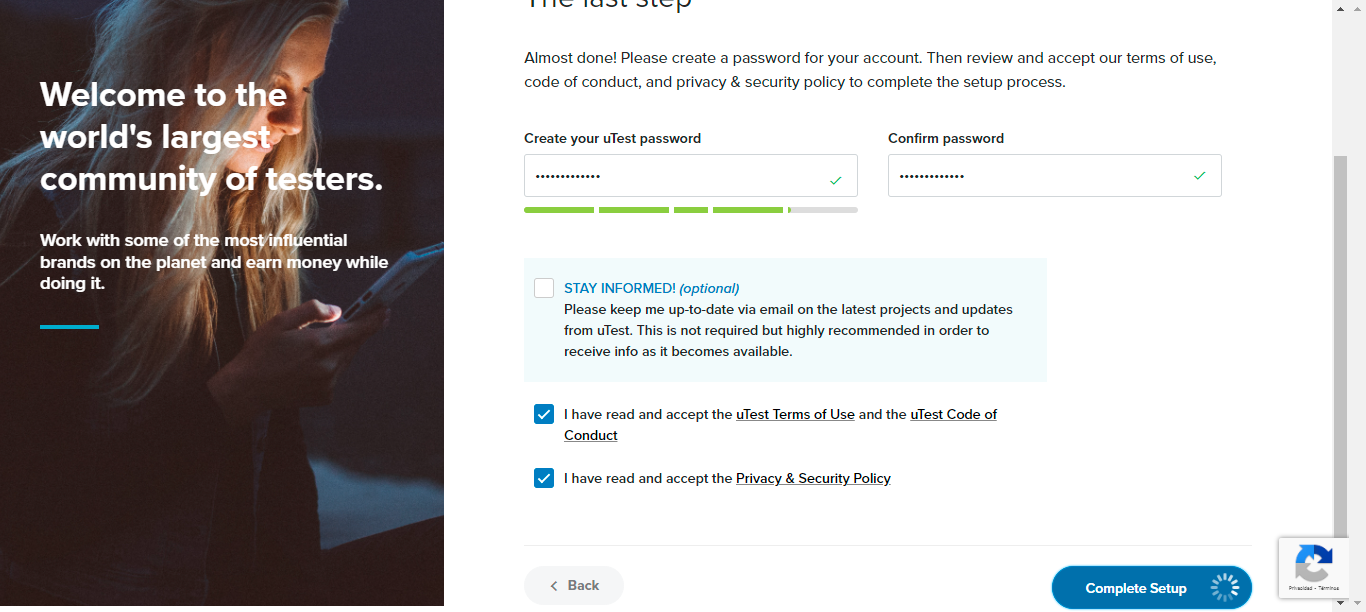 The last step
Welcome to the
world's largest
community of testers.
Work with some of the most influential
brands on the planet and earn money while
doing it.
Almost done! Please create a password for your account. Then review and accept our terms of use,
code of conduct, and privacy & security policy to complete the setup process.
Create your uTest password
Confirm password
•••••••••••••
•••••••••••••
STAY INFORMED! (optional)
Please keep me up-to-date via email on the latest projects and updates
from uTest. This is not required but highly recommended in order to
receive info as it becomes available.
I have read and accept the uTest Terms of Use and the uTest Code of
Conduct
I have read and accept the Privacy & Security Policy
Back
Complete Setup
Privacidad - Términos